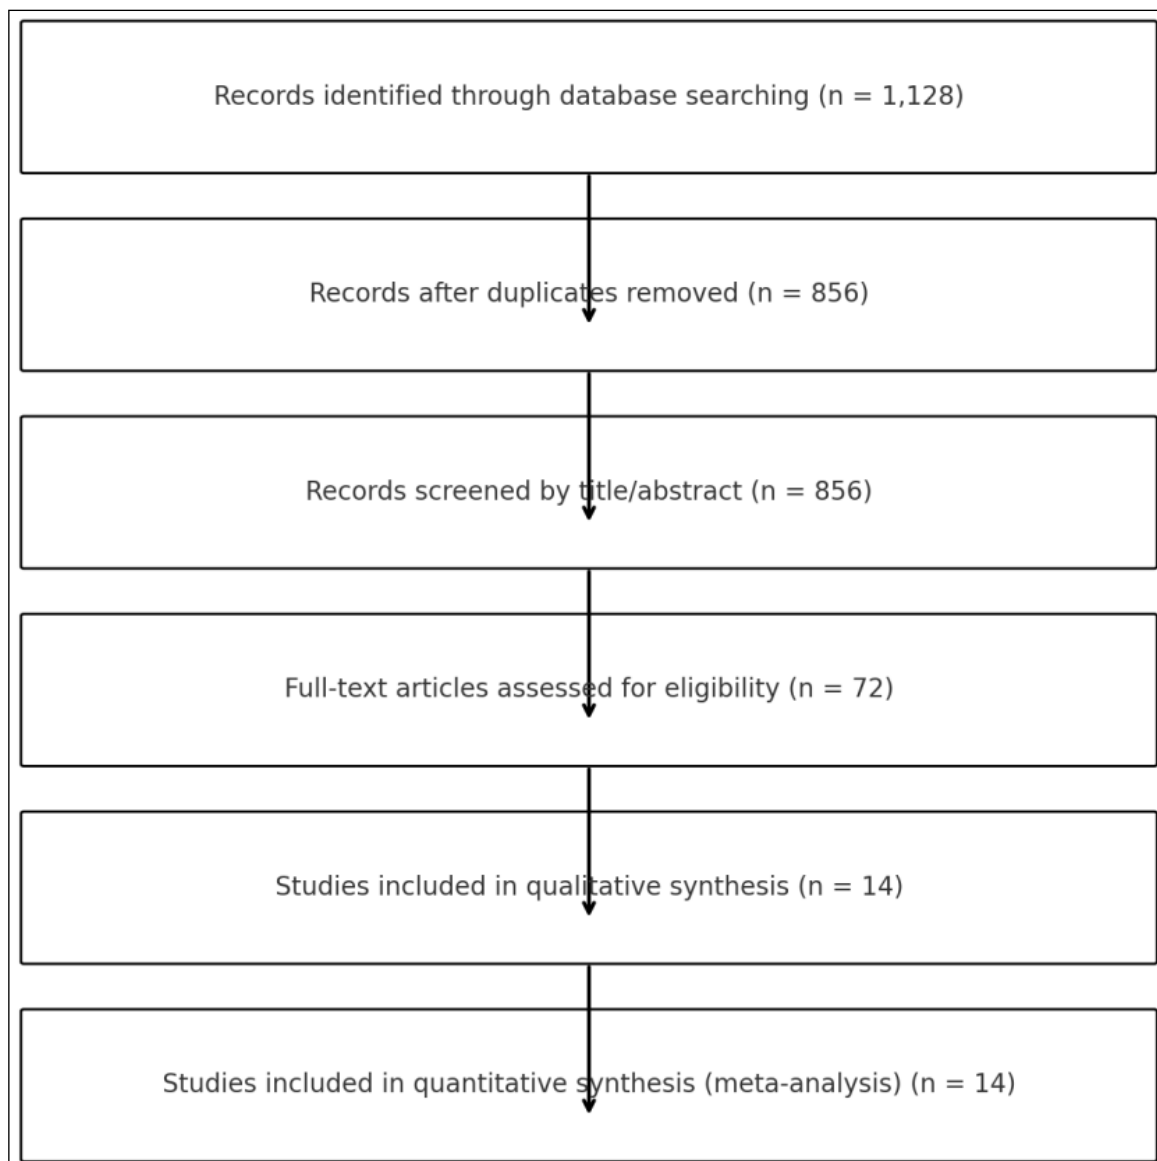 Records identified through database searching (n = 1,128)
Records after duplicates removed (n = 856)
Records screened by title/abstract (n = 856)
Full-text articles assessed for eligibility (n = 72)
Studies included in qualitative synthesis (n = 14)
Studies included in quantitative synthesis (meta-analysis) (n = 14)